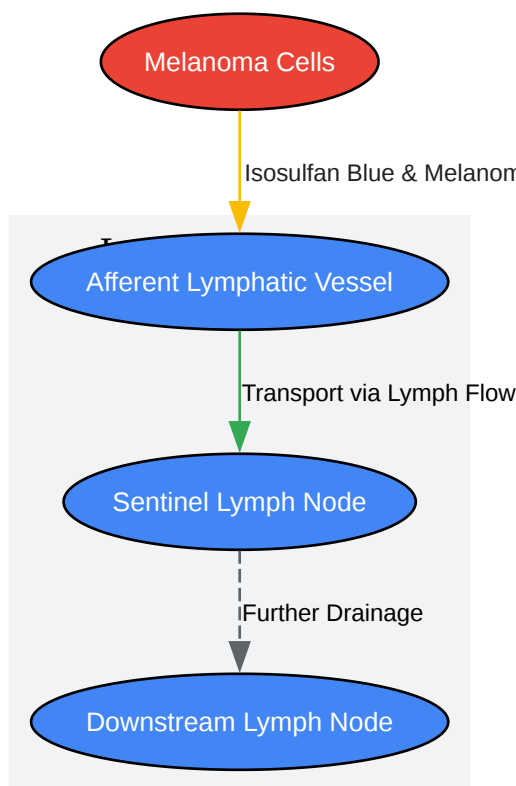 Melanoma Cells
Isosulfan Blue & Melanom
Afferent Lymphatic Vessel
Transport via Lymph Flow
Sentinel Lymph Node
Further Drainage
Downstream Lymph Node